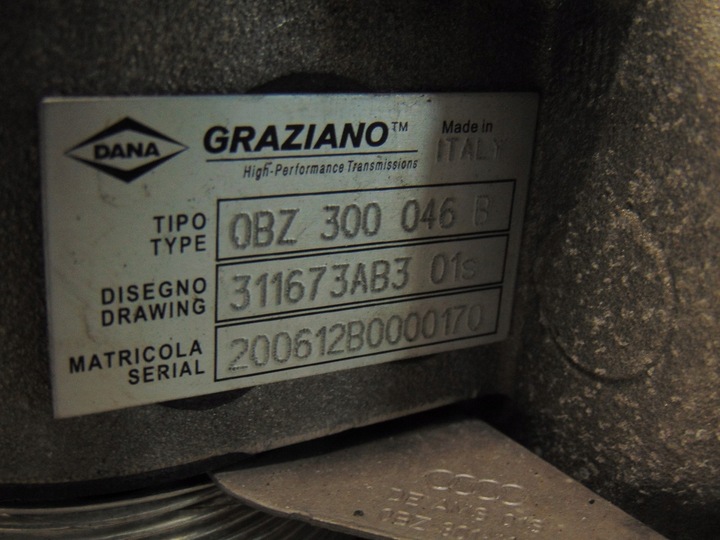 DANA
GRAZIANO™
High-Performance Transmissions
Made in
ITALY
TIPO
TYPE
0BZ 300 046 B
DISEGNO
DRAWING
311673AB3 01s
MATRICOLA
SERIAL
200612B0000170
0BZ